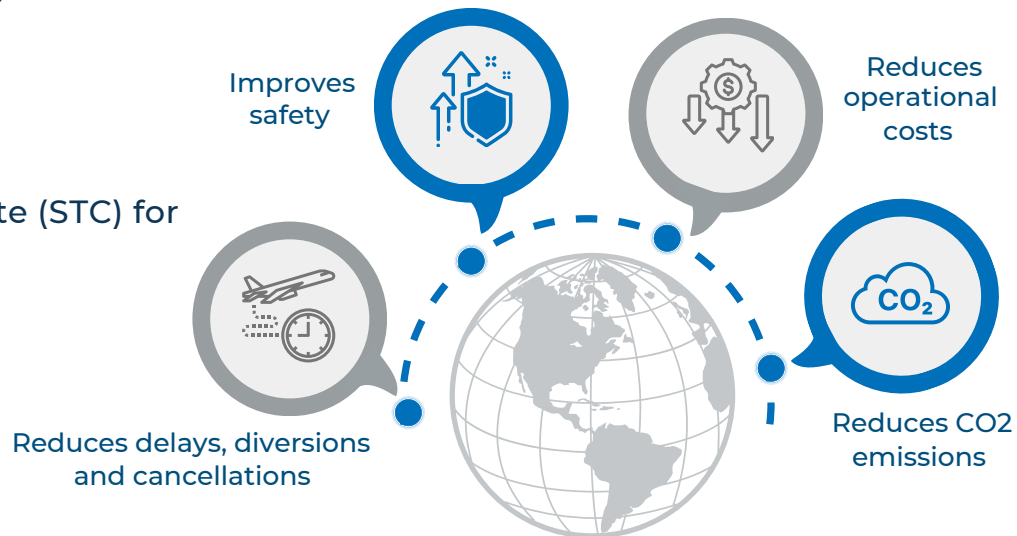 Improves
safety
Reduces
operational
costs
$
te (STC) for
CO₂
Reduces delays, diversions
and cancellations
Reduces CO2
emissions